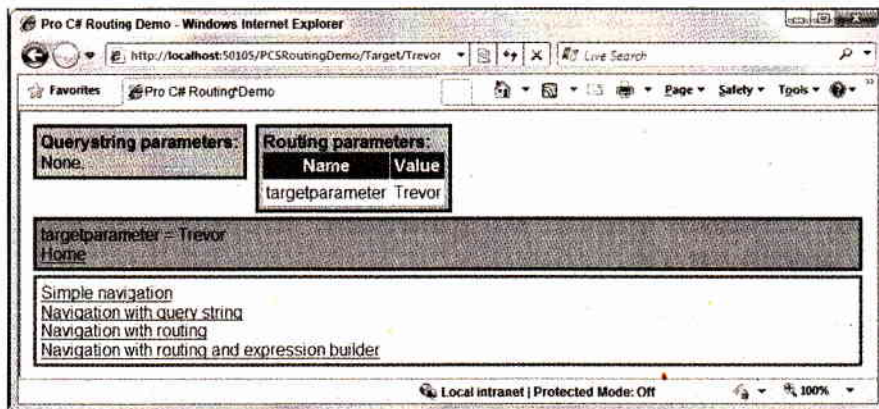 Pro C# Routing Demo - Windows Internet Explorer
http://localhost:50105/PCSRoutingDemo/Target/Trevor
Live Search
Favorites
Pro C# Routing Demo
Page
Safety
Tools
Querystring parameters:
None.
Routing parameters:
Name Value
targetparameter Trevor
targetparameter = Trevor
Home
Simple navigation
Navigation with query string
Navigation with routing
Navigation with routing and expression builder
Local intranet | Protected Mode: Off
100%